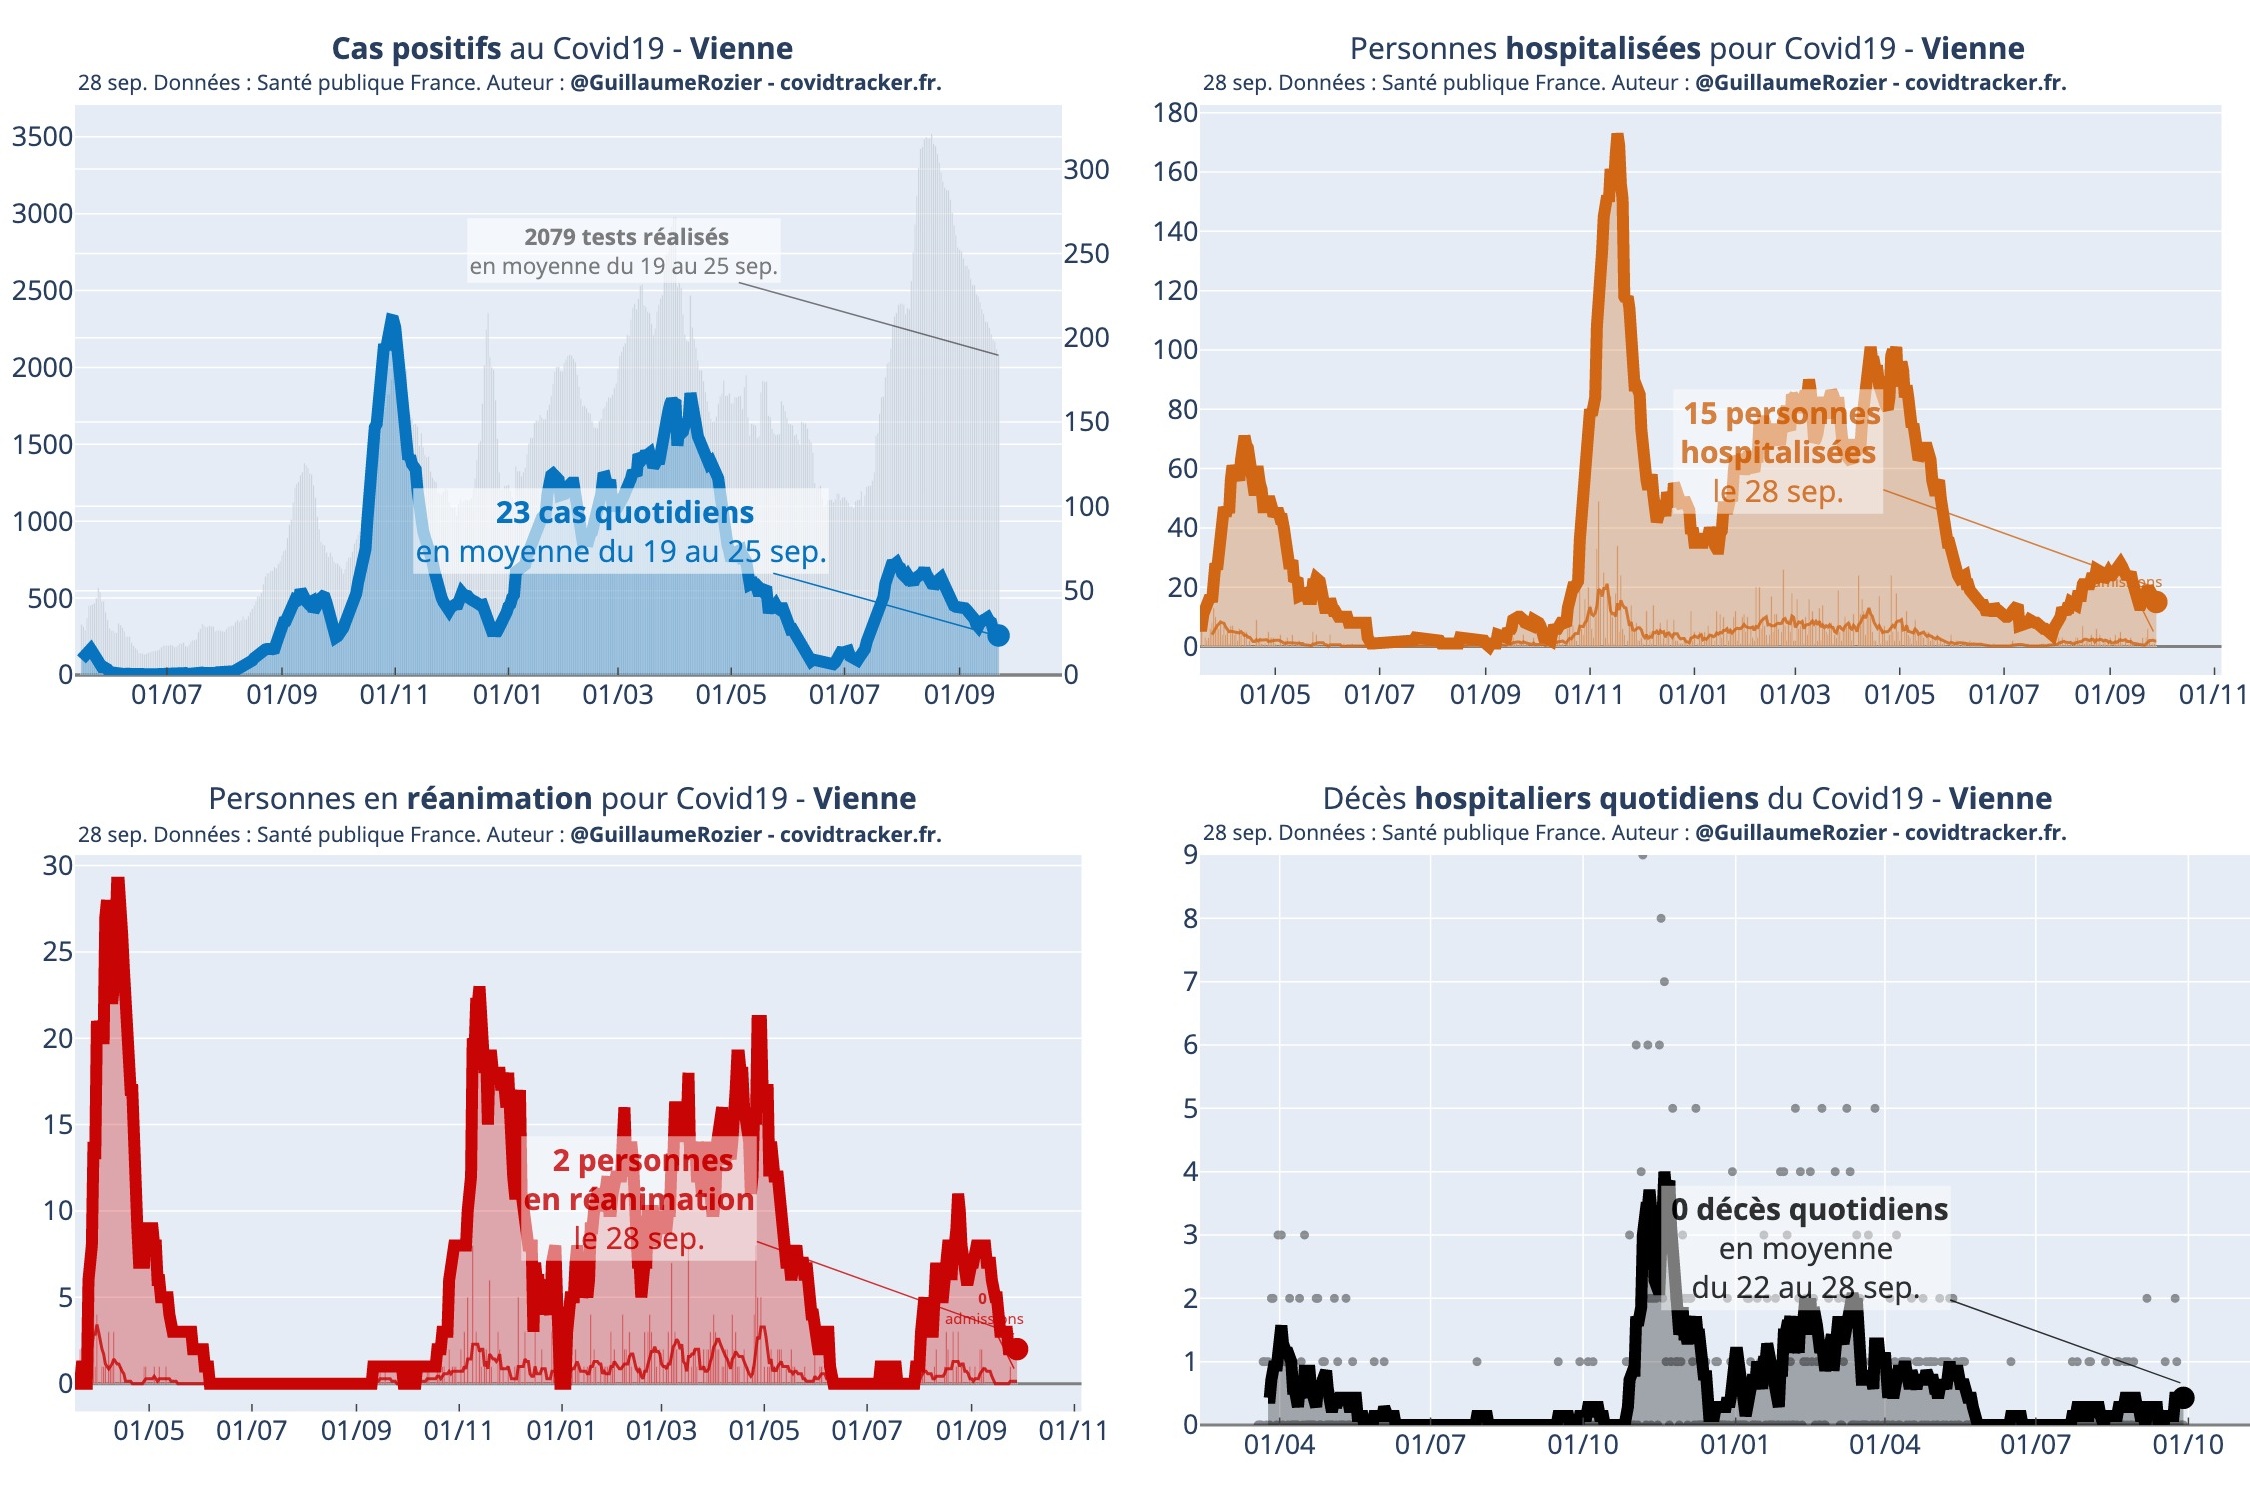 Cas positifs au Covid19 - Vienne
28 sep. Données : Santé publique France. Auteur : @GuillaumeRozier - covidtracker.fr.
3500
3000
2500
2000
1500
1000
500
0
300
250
200
150
100
50
0
2079 tests réalisés
en moyenne du 19 au 25 sep.
23 cas quotidiens
en moyenne du 19 au 25 sep.
01/07 01/09 01/11 01/01 01/03 01/05 01/07 01/09
Personnes hospitalisées pour Covid19 - Vienne
28 sep. Données : Santé publique France. Auteur : @GuillaumeRozier - covidtracker.fr.
180
160
140
120
100
80
60
40
20
0
15 personnes
hospitalisées
le 28 sep.
admissions
01/05 01/07 01/09 01/11 01/01 01/03 01/05 01/07 01/09 01/11
Personnes en réanimation pour Covid19 - Vienne
28 sep. Données : Santé publique France. Auteur : @GuillaumeRozier - covidtracker.fr.
30
25
20
15
10
5
0
2 personnes
en réanimation
le 28 sep.
0
admissions
01/05 01/07 01/09 01/11 01/01 01/03 01/05 01/07 01/09 01/11
Décès hospitaliers quotidiens du Covid19 - Vienne
28 sep. Données : Santé publique France. Auteur : @GuillaumeRozier - covidtracker.fr.
9
8
7
6
5
4
3
2
1
0
0 décès quotidiens
en moyenne
du 22 au 28 sep.
01/04 01/07 01/10 01/01 01/04 01/07 01/10